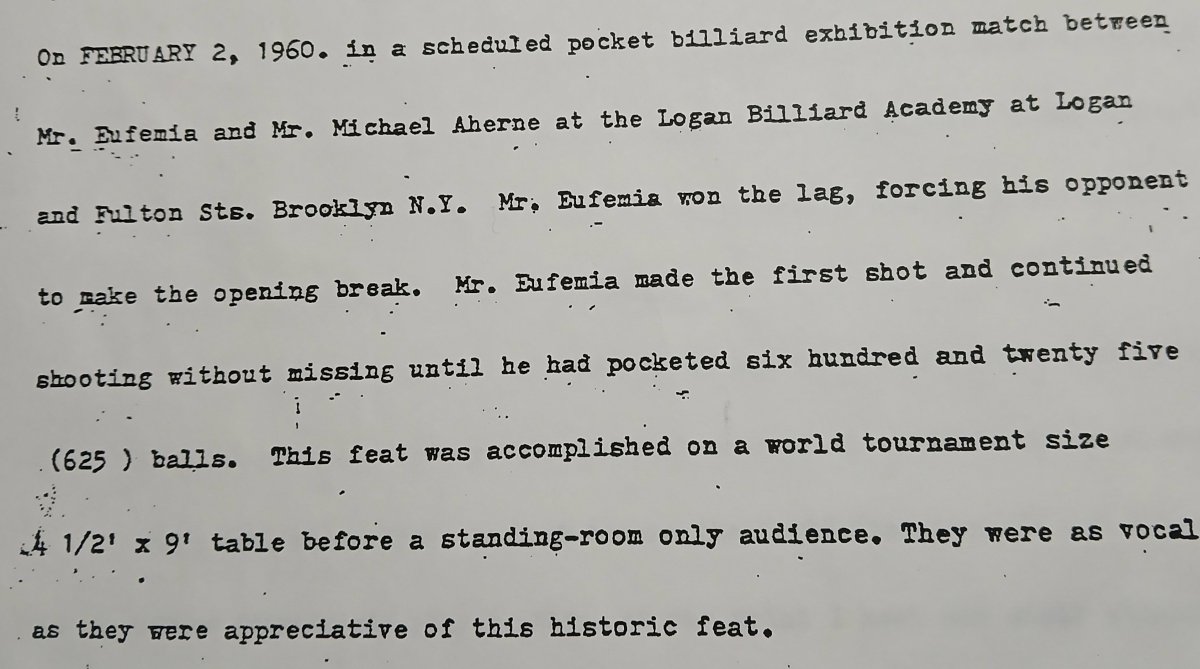 On FEBRUARY 2, 1960. in a scheduled pocket billiard exhibition match between
Mr. Eufemia and Mr. Michael Aherne at the Logan Billiard Academy at Logan
and Fulton Sts. Brooklyn N.Y.  Mr. Eufemia won the lag, forcing his opponent
to make the opening break.  Mr. Eufemia made the first shot and continued
shooting without missing until he had pocketed six hundred and twenty five
(625 ) balls.  This feat was accomplished on a world tournament size
4 1/2' x 9' table before a standing-room only audience. They were as vocal
as they were appreciative of this historic feat.